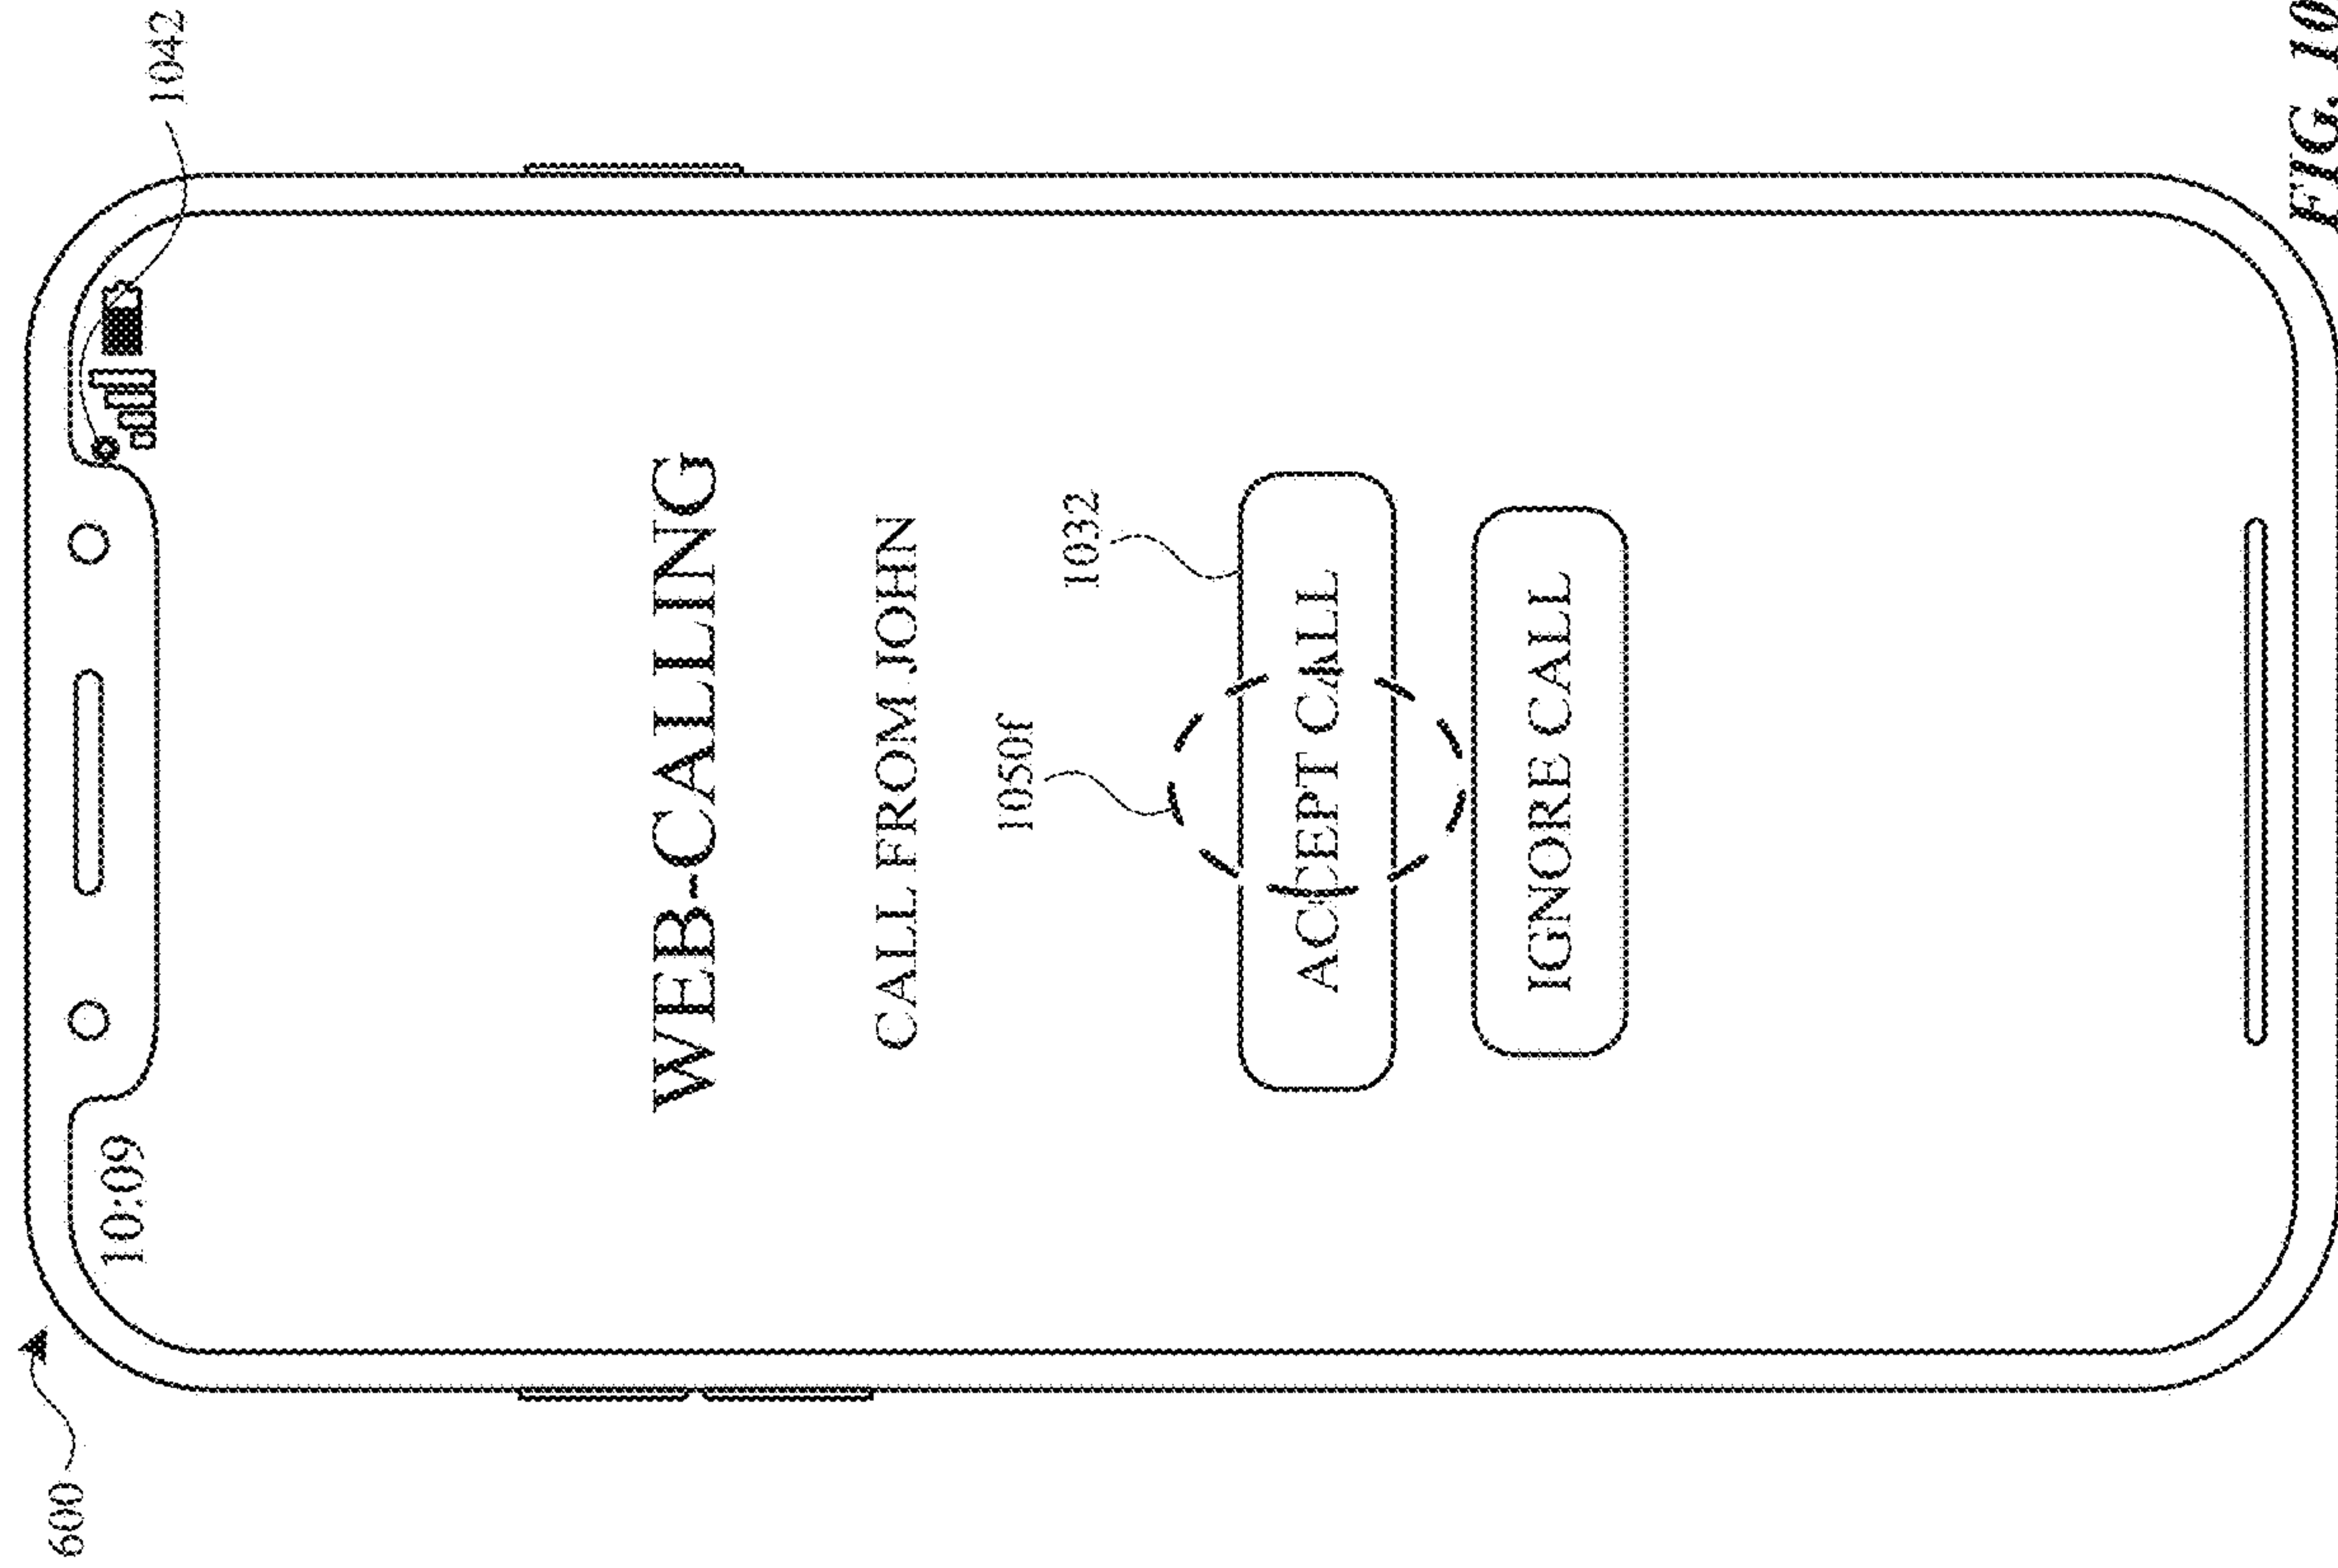 600
10:09
1042
WEB-CALLING
CALL FROM JOHN
1050f
1032
ACCEPT CALL
IGNORE CALL
FIG. 10